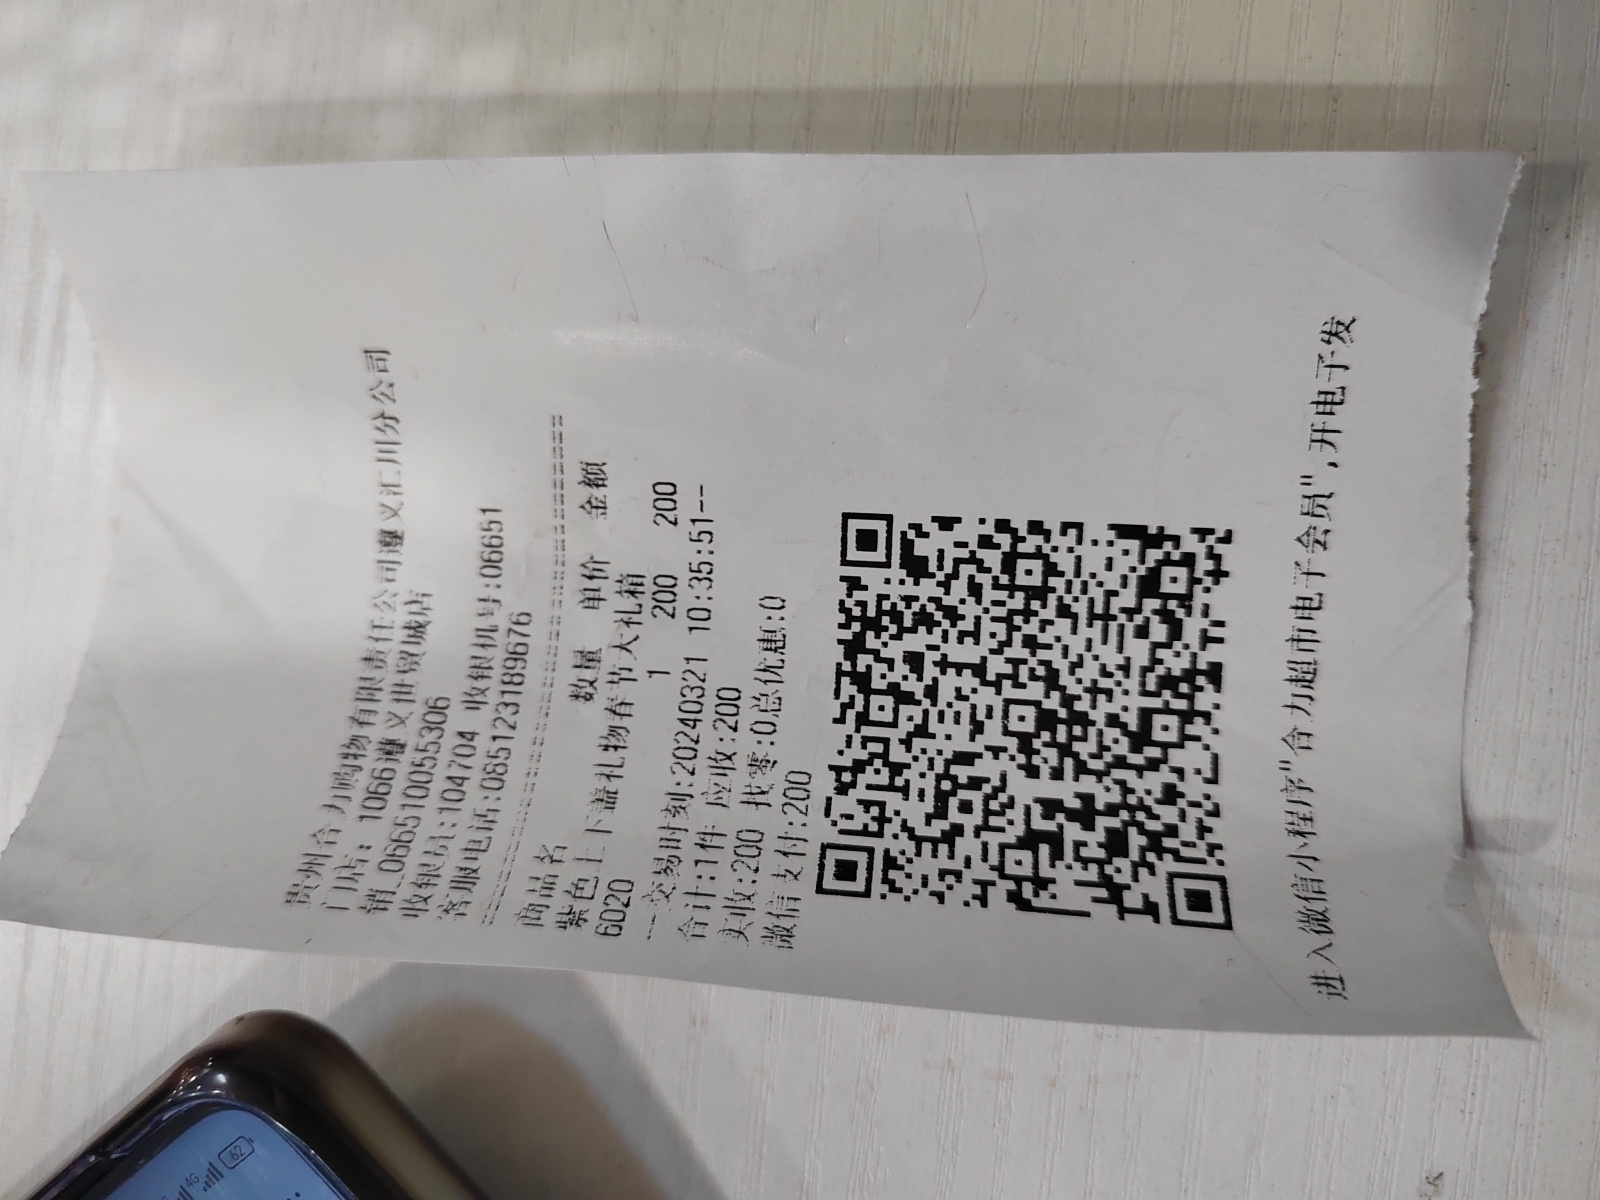 贵州合力购物有限责任公司遵义汇川分公司
门店: 1066遵义世贸城店
销_0665100055306
收银员:104704 收银机号:06651
客服电话:085123189676
商品名 数量 单价 金额
紫色上下盖礼物春节大礼箱
6020 1 200 200
---交易时刻:20240321 10:35:51--
合计:1件 应收:200
实收:200 找零:0总优惠:0
微信支付:200
进入微信小程序"合力超市电子会员",开电子发
4G
62